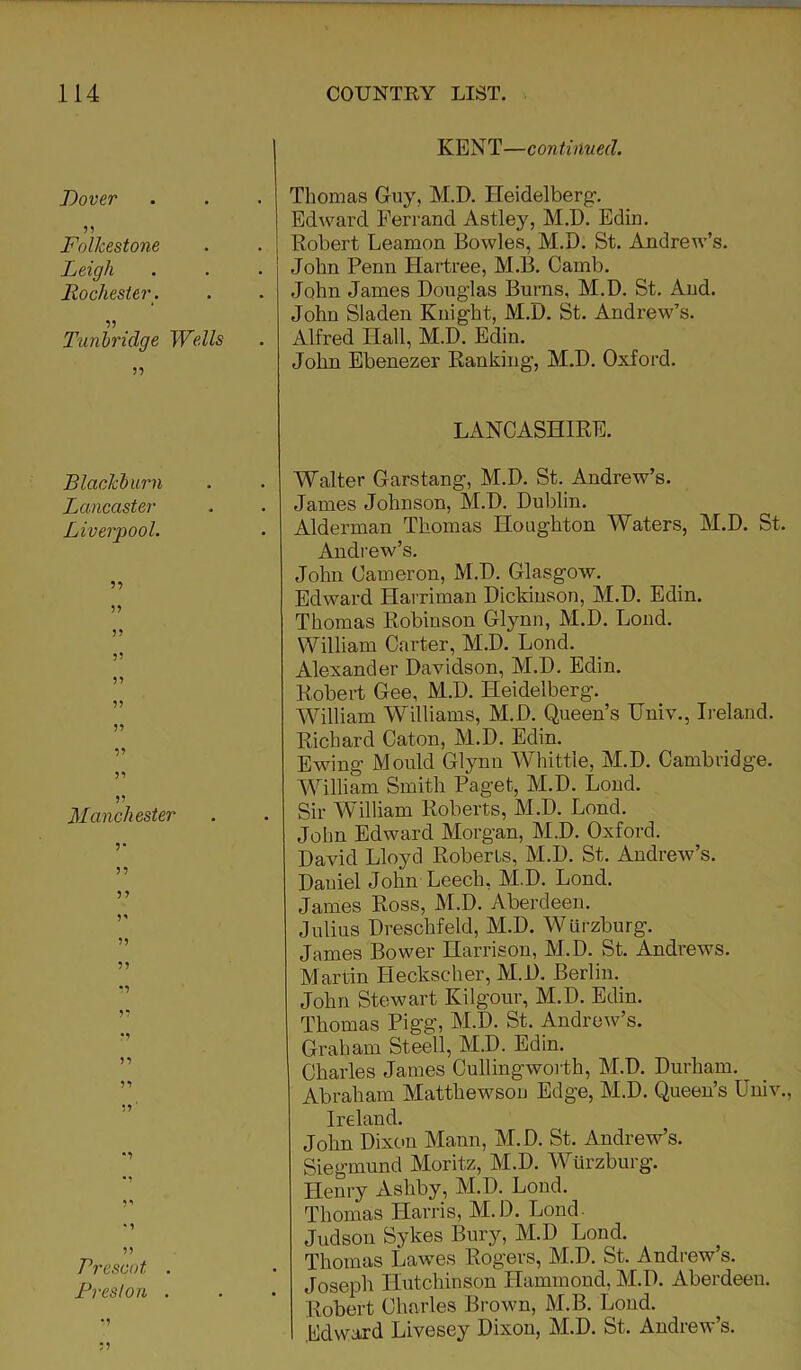 114 COUNTRY LIST.
KENT—continued.
Dover . . . Thomas Guy, M.D. Heidelberg.
„ Edward Ferrand Astley, M.D. Edin.
Folkestone . . Robert Leamon Bowles, M.D. St. Andrew's.
Leigh . . . John Penn Hartree, M.B. Camb.
Rochester. . . John James Douglas Burns, M.D. St. And.
„ John Sladen Knight, M.D. St. Andrew's.
Tunbridge Wells . Alfred Hall, M.D. Edin.
„ John Ebenezer Ranking, M.D. Oxford.
LANCASHIRE.
Blackburn . . Walter Garstang, M.D. St. Andrew's.
Lancaster . . James Johnson, M.D. Dublin.
Liverpool. . Alderman Thomas Houghton Waters, M.D. St.
Andrew's.
„ John Cameron, M.D. Glasgow.
„ Edward Harriman Dickinson, M.D. Edin.
„ Thomas Robinson Glynn, M.D. Lond.
„ William Carter, M.D. Lond.
„ Alexander Davidson, M.D. Edin.
„ Robert Gee, M.D. Heidelberg.
„ William Williams, M.D. Queen's Univ., Ireland.
„ Richard Caton, M.D. Edin.
„ Ewing Mould Glynn Whittle, M.D. Cambridge.
„ William Smith Paget, M.D. Lond.
Manchester . . Sir William Roberts, M.D. Lond.
„ John Edward Morgan, M.D. Oxford.
„ David Lloyd Roberts, M.D. St. Andrew's.
„ Daniel John Leech, M.D. Lond.
„ James Ross, M.D. Aberdeen.
„ Julius Dreschfeld, M.D. Würzburg.
„ James Bower Harrison, M.D. St. Andrews.
„ Martin Heckscher, M.D. Berlin.
„ John Stewart Kilgour, M.D. Edin.
„ Thomas Pigg, M.D. St. Andrew's.
„ Graham Steell, M.D. Edin.
„ Charles James Cullingworth, M.D. Durham.
„ Abraham Matthewson Edge, M.D. Queen's Univ.,
Ireland.
„ John Dixon Mann, M.D. St. Andrew's.
„ Siegmund Moritz, M.D. Würzburg.
„ Henry Ashby, M.D. Lond.
„ Thomas Harris, M.D. Lond.
„ Judson Sykes Bury, M.D Lond.
Prescot . . Thomas Lawes Rogers, M.D. St. Andrew's.
Preston . . . Joseph Hutchinson Hammond, M.D. Aberdeen.
„ Robert Charles Brown, M.B. Lond.
„ Edward Livesey Dixon, M.D. St. Andrew's.